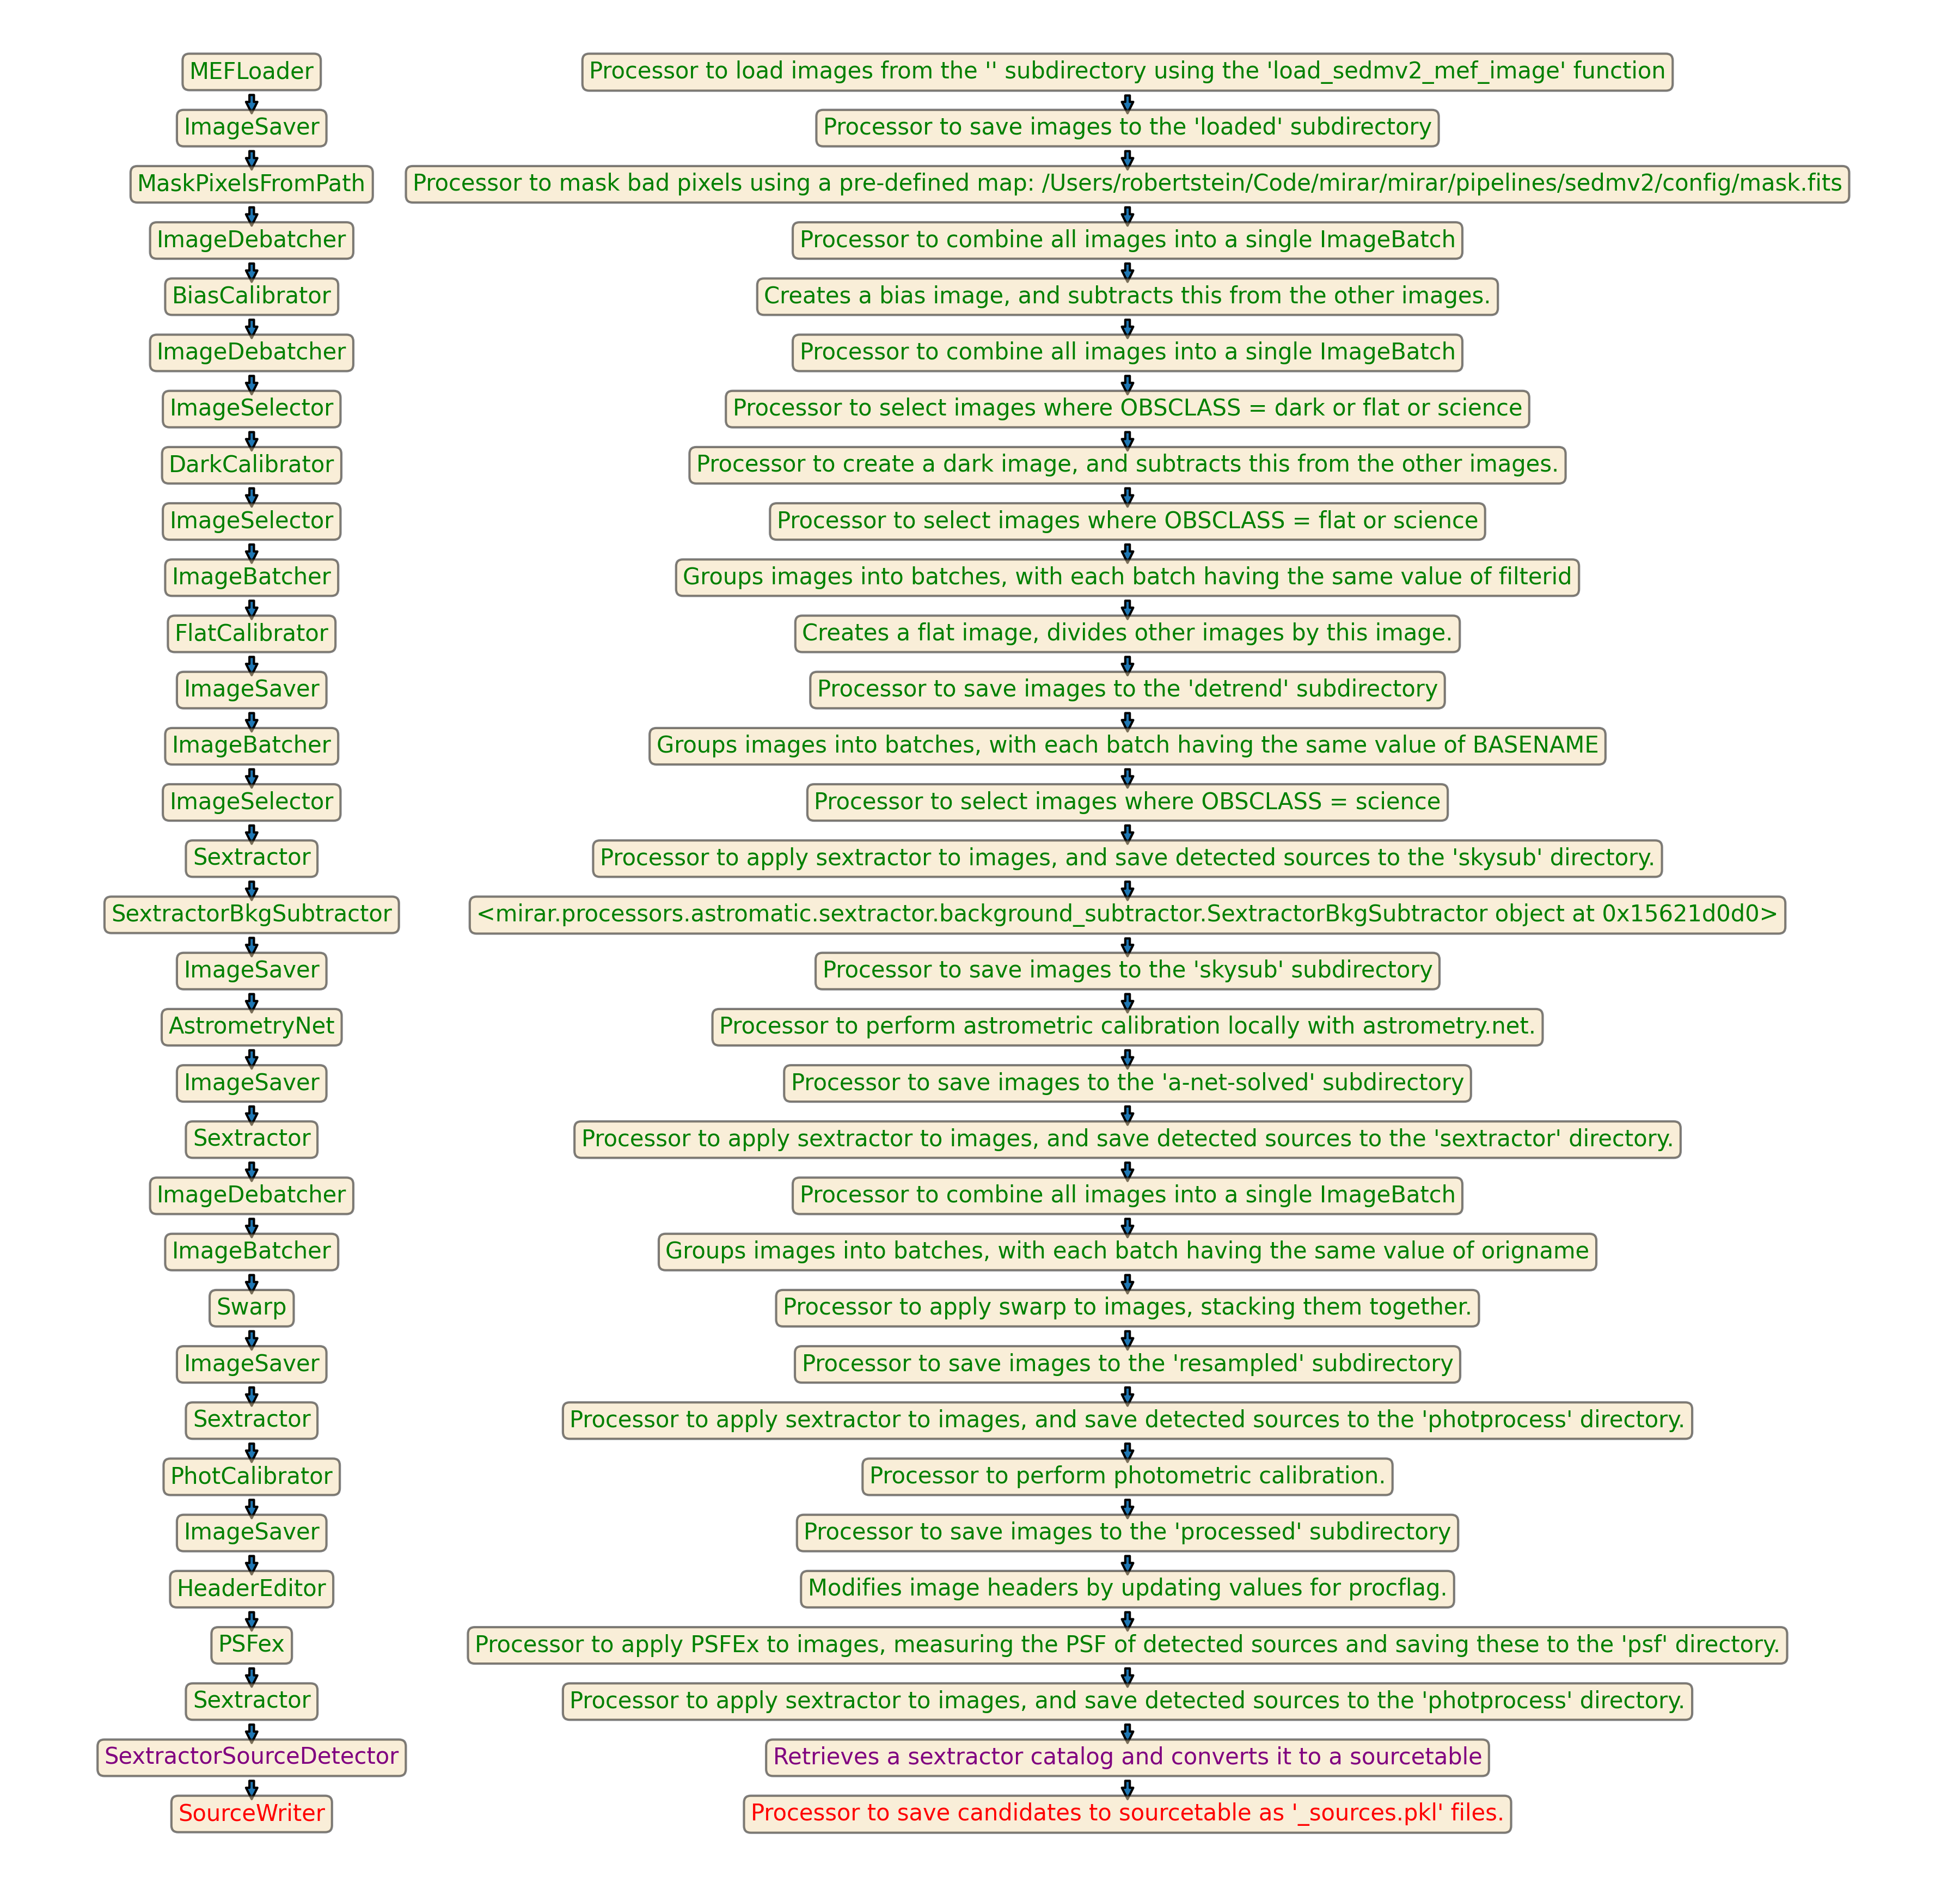 MEFLoader
Processor to load images from the '' subdirectory using the 'load_sedmv2_mef_image' function
ImageSaver
Processor to save images to the 'loaded' subdirectory
MaskPixelsFromPath
Processor to mask bad pixels using a pre-defined map: /Users/robertstein/Code/mirar/mirar/pipelines/sedmv2/config/mask.fits
ImageDebatcher
Processor to combine all images into a single ImageBatch
BiasCalibrator
Creates a bias image, and subtracts this from the other images.
ImageDebatcher
Processor to combine all images into a single ImageBatch
ImageSelector
Processor to select images where OBSCLASS = dark or flat or science
DarkCalibrator
Processor to create a dark image, and subtracts this from the other images.
ImageSelector
Processor to select images where OBSCLASS = flat or science
ImageBatcher
Groups images into batches, with each batch having the same value of filterid
FlatCalibrator
Creates a flat image, divides other images by this image.
ImageSaver
Processor to save images to the 'detrend' subdirectory
ImageBatcher
Groups images into batches, with each batch having the same value of BASENAME
ImageSelector
Processor to select images where OBSCLASS = science
Sextractor
Processor to apply sextractor to images, and save detected sources to the 'skysub' directory.
SextractorBkgSubtractor
<mirar.processors.astromatic.sextractor.background_subtractor.SextractorBkgSubtractor object at 0x15621d0d0>
ImageSaver
Processor to save images to the 'skysub' subdirectory
AstrometryNet
Processor to perform astrometric calibration locally with astrometry.net.
ImageSaver
Processor to save images to the 'a-net-solved' subdirectory
Sextractor
Processor to apply sextractor to images, and save detected sources to the 'sextractor' directory.
ImageDebatcher
Processor to combine all images into a single ImageBatch
ImageBatcher
Groups images into batches, with each batch having the same value of origname
Swarp
Processor to apply swarp to images, stacking them together.
ImageSaver
Processor to save images to the 'resampled' subdirectory
Sextractor
Processor to apply sextractor to images, and save detected sources to the 'photprocess' directory.
PhotCalibrator
Processor to perform photometric calibration.
ImageSaver
Processor to save images to the 'processed' subdirectory
HeaderEditor
Modifies image headers by updating values for procflag.
PSFex
Processor to apply PSFEx to images, measuring the PSF of detected sources and saving these to the 'psf' directory.
Sextractor
Processor to apply sextractor to images, and save detected sources to the 'photprocess' directory.
SextractorSourceDetector
Retrieves a sextractor catalog and converts it to a sourcetable
SourceWriter
Processor to save candidates to sourcetable as '_sources.pkl' files.